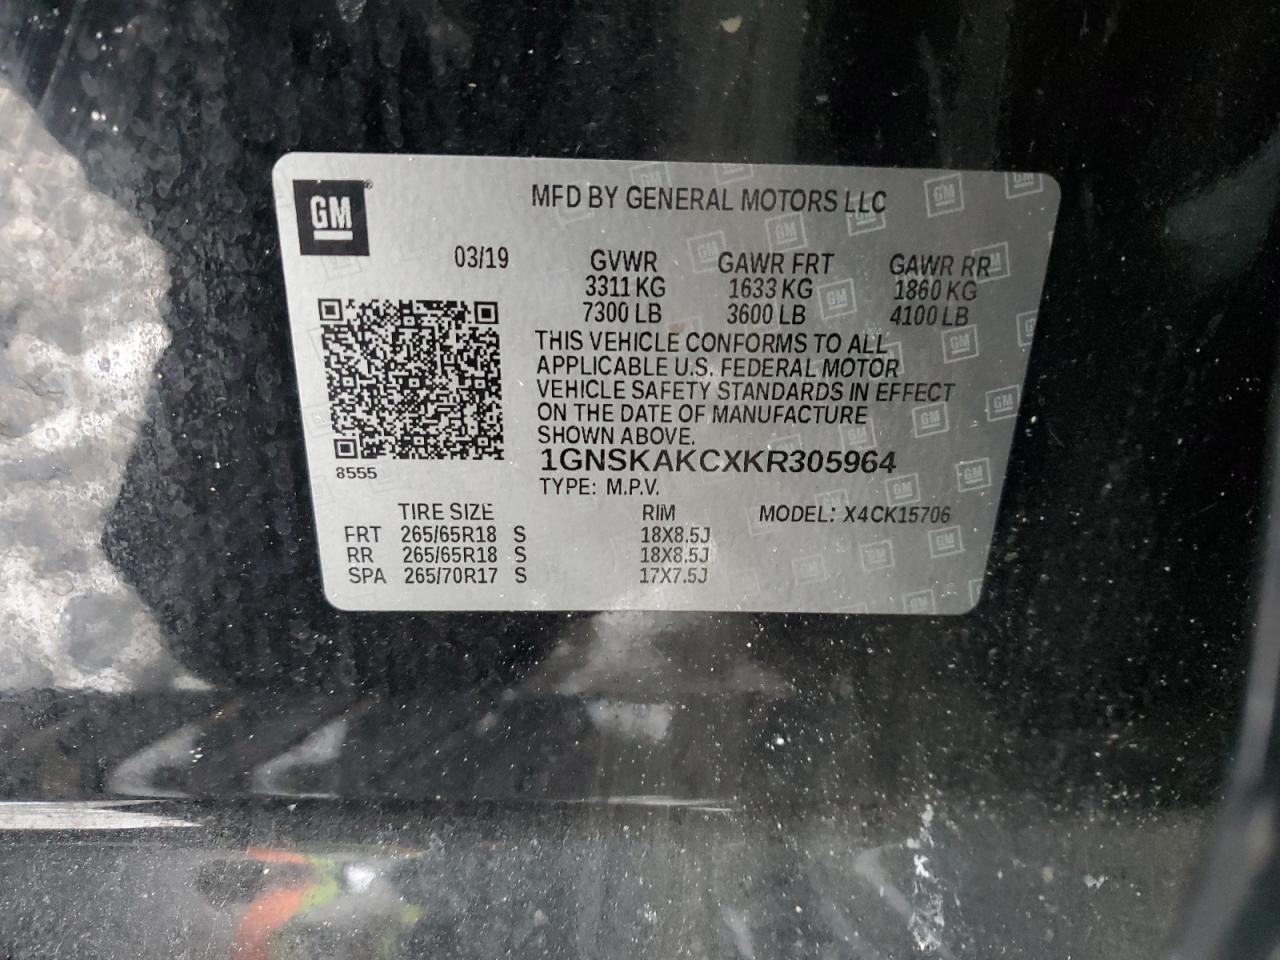 GM
MFD BY GENERAL MOTORS LLC
03/19 GVWR GAWR FRT GAWR RR
3311 KG 1633 KG 1860 KG
7300 LB 3600 LB 4100 LB
THIS VEHICLE CONFORMS TO ALL
APPLICABLE U.S. FEDERAL MOTOR
VEHICLE SAFETY STANDARDS IN EFFECT
ON THE DATE OF MANUFACTURE
SHOWN ABOVE.
1GNSKAKCXKR305964
8555
TYPE: M.P.V.
TIRE SIZE RIM MODEL: X4CK15706
FRT 265/65R18 S 18X8.5J
RR 265/65R18 S 18X8.5J
SPA 265/70R17 S 17X7.5J